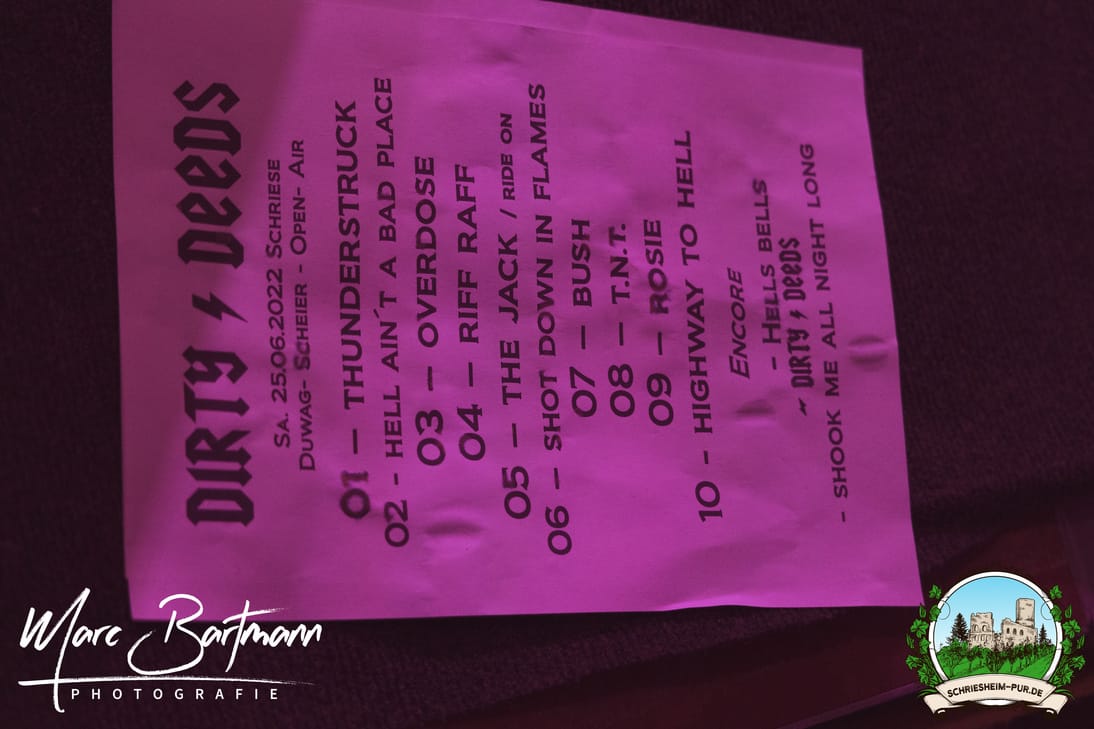 DIRTY ⚡ DEEDS
SA. 25.06.2022 SCHRIESE
DUWAG- SCHEIER - OPEN- AIR
01 – THUNDERSTRUCK
02 - HELL AIN´T A BAD PLACE
03 – OVERDOSE
04 – RIFF RAFF
05 – THE JACK / RIDE ON
06 – SHOT DOWN IN FLAMES
07 – BUSH
08 – T.N.T.
09 – ROSIE
10 - HIGHWAY TO HELL
ENCORE
- HELLS BELLS
⚡ DIRTY ⚡ DEEDS
- SHOOK ME ALL NIGHT LONG
Marc Bartmann
PHOTOGRAFIE
SCHRIESHEIM-PUR.DE